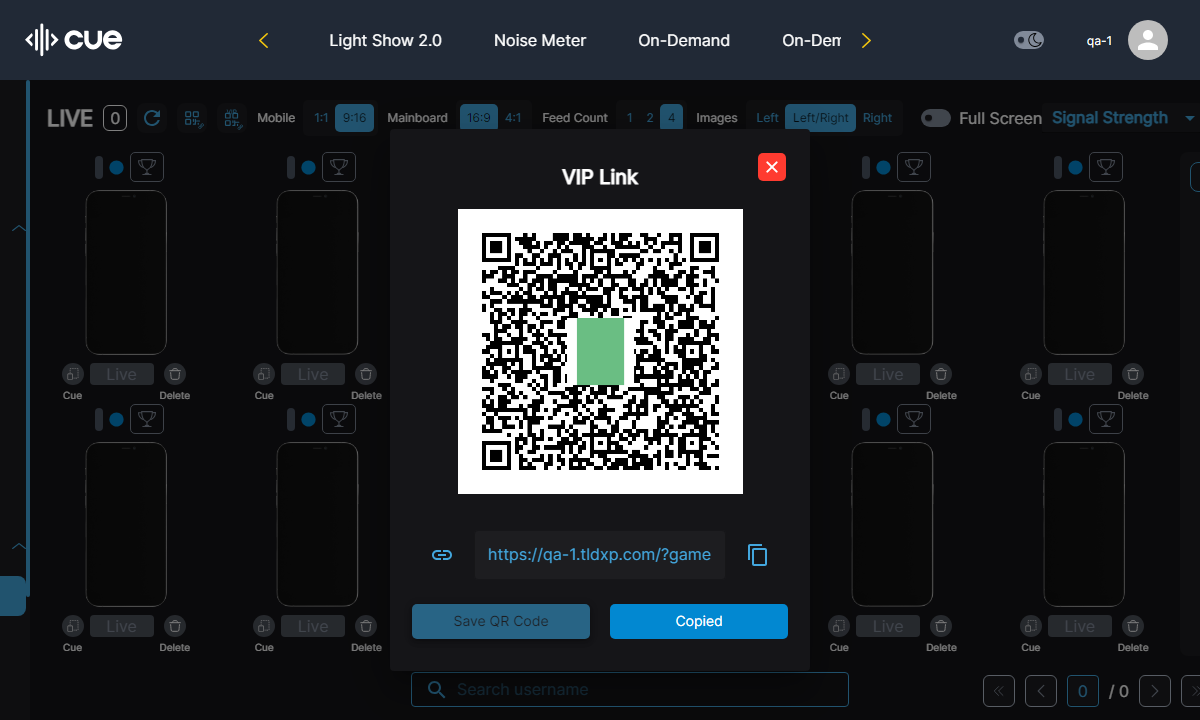 cue
Light Show 2.0
Noise Meter
On-Demand
On-Dem
qa-1
LIVE 0
Mobile 1:1 9:16
Mainboard 16:9 4:1
Feed Count 1 2 4
Images Left Left/Right Right
Full Screen
Signal Strength
VIP Link
Live Live Live Live
Cue Delete Cue Delete Cue Delete Cue Delete
https://qa-1.tldxp.com/?game
Save QR Code
Copied
Live Live Live Live
Cue Delete Cue Delete Cue Delete Cue Delete
Search username
0 / 0